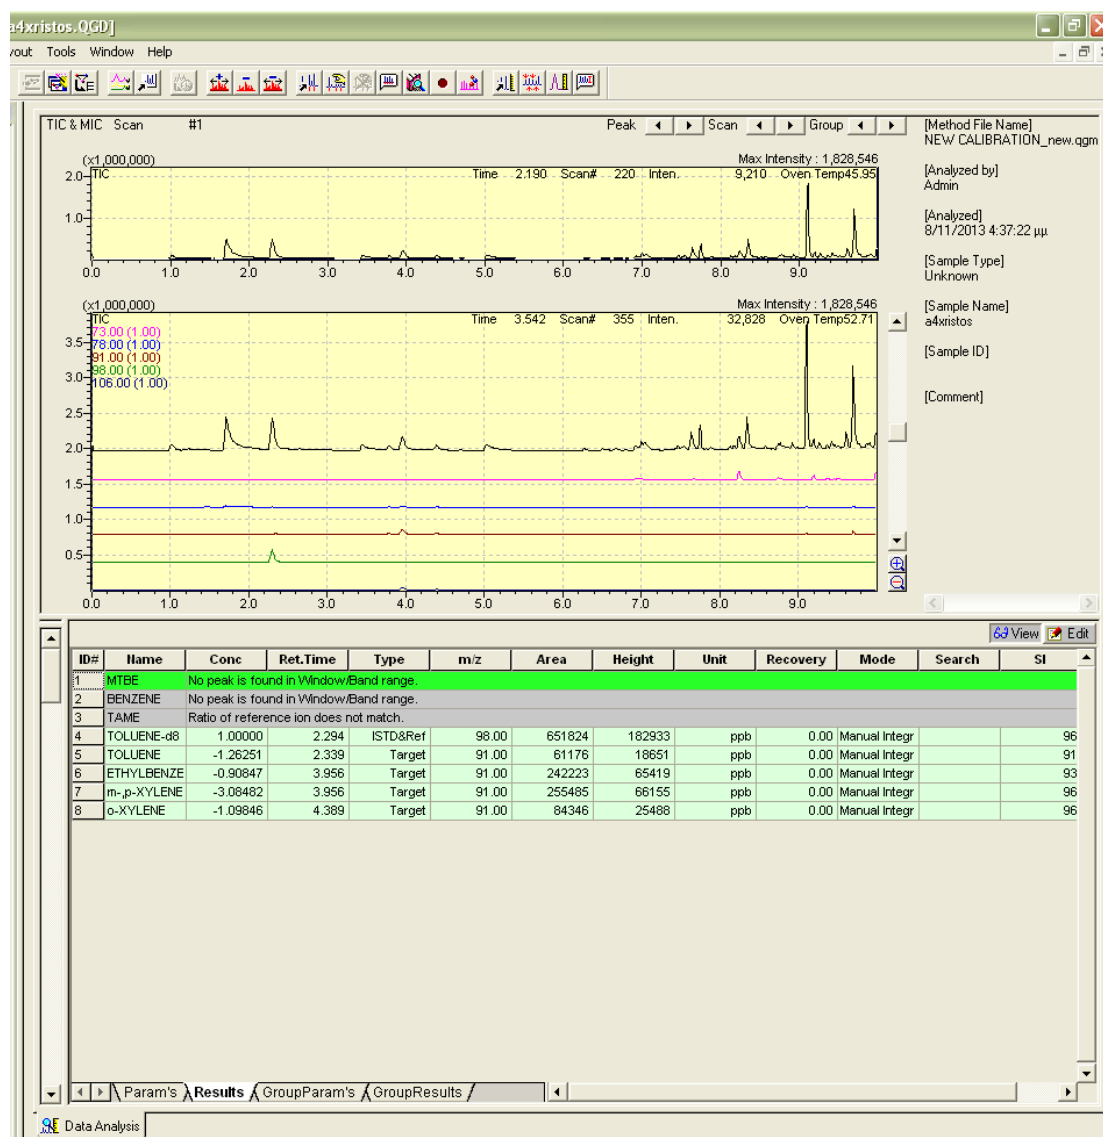 a4xristos.QGD]
yout Tools Window Help
TIC & MIC Scan #1 Peak Scan Group
(x1,000,000) Max Intensity : 1,828,546
TIC Time 2.190 Scan# 220 Inten. 9,210 Oven Temp45.95
2.0
1.0
0.0 1.0 2.0 3.0 4.0 5.0 6.0 7.0 8.0 9.0
(x1,000,000) Max Intensity : 1,828,546
TIC Time 3.542 Scan# 355 Inten. 32,828 Oven Temp52.71
73.00 (1.00)
78.00 (1.00)
91.00 (1.00)
98.00 (1.00)
106.00 (1.00)
3.5
3.0
2.5
2.0
1.5
1.0
0.5
0.0 1.0 2.0 3.0 4.0 5.0 6.0 7.0 8.0 9.0
[Method File Name]
NEW CALIBRATION_new.qgm
[Analyzed by]
Admin
[Analyzed]
8/11/2013 4:37:22 μμ
[Sample Type]
Unknown
[Sample Name]
a4xristos
[Sample ID]
[Comment]
View Edit
ID# Name Conc Ret.Time Type m/z Area Height Unit Recovery Mode Search SI
1 MTBE No peak is found in Window/Band range.
2 BENZENE No peak is found in Window/Band range.
3 TAME Ratio of reference ion does not match.
4 TOLUENE-d8 1.00000 2.294 ISTD&Ref 98.00 651824 182933 ppb 0.00 Manual Integr 96
5 TOLUENE -1.26251 2.339 Target 91.00 61176 18651 ppb 0.00 Manual Integr 91
6 ETHYLBENZE -0.90847 3.956 Target 91.00 242223 65419 ppb 0.00 Manual Integr 93
7 m-,p-XYLENE -3.08482 3.956 Target 91.00 255485 66155 ppb 0.00 Manual Integr 96
8 o-XYLENE -1.09846 4.389 Target 91.00 84346 25488 ppb 0.00 Manual Integr 96
Param's Results GroupParam's GroupResults
Data Analysis